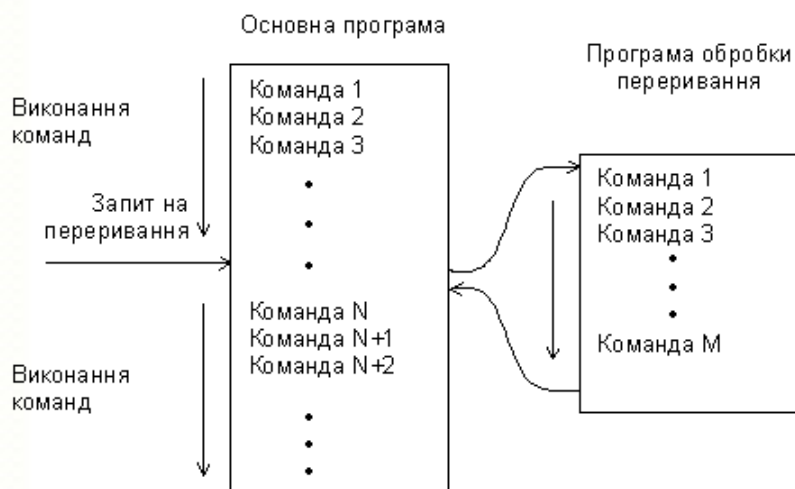 Основна програма
Програма обробки
переривання
Виконання
команд
Команда 1
Команда 2
Команда 3
Запит на
переривання
Команда 1
Команда 2
Команда 3
Команда N
Команда N+1
Команда N+2
Команда M
Виконання
команд